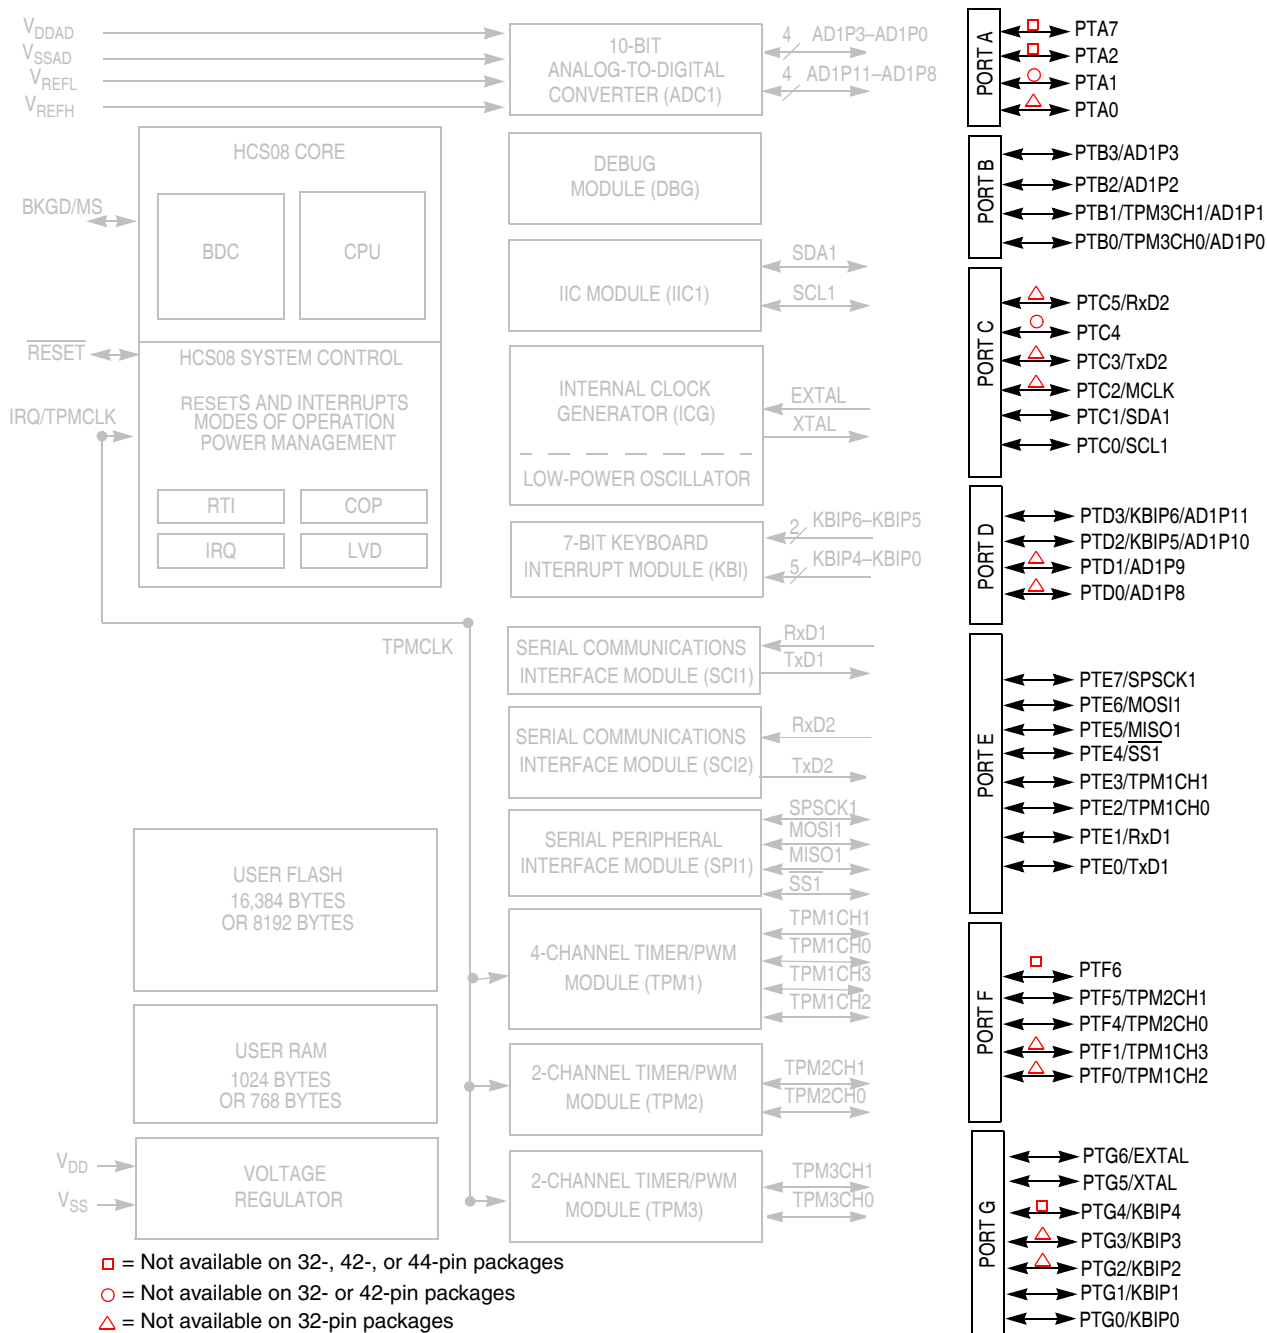 VDDAD
VSSAD
VREFL
VREFH
10-BIT
ANALOG-TO-DIGITAL
CONVERTER (ADC1)
4 AD1P3–AD1P0
4 AD1P11–AD1P8
HCS08 CORE
BDC
CPU
BKGD/MS
DEBUG
MODULE (DBG)
IIC MODULE (IIC1)
SDA1
SCL1
RESET
HCS08 SYSTEM CONTROL
RESETS AND INTERRUPTS
MODES OF OPERATION
POWER MANAGEMENT
IRQ/TPMCLK
RTI
COP
IRQ
LVD
INTERNAL CLOCK
GENERATOR (ICG)
LOW-POWER OSCILLATOR
EXTAL
XTAL
7-BIT KEYBOARD
INTERRUPT MODULE (KBI)
2 KBIP6–KBIP5
5 KBIP4–KBIP0
TPMCLK
SERIAL COMMUNICATIONS
INTERFACE MODULE (SCI1)
RxD1
TxD1
SERIAL COMMUNICATIONS
INTERFACE MODULE (SCI2)
RxD2
TxD2
SERIAL PERIPHERAL
INTERFACE MODULE (SPI1)
SPSCK1
MOSI1
MISO1
SS1
USER FLASH
16,384 BYTES
OR 8192 BYTES
4-CHANNEL TIMER/PWM
MODULE (TPM1)
TPM1CH1
TPM1CH0
TPM1CH3
TPM1CH2
USER RAM
1024 BYTES
OR 768 BYTES
2-CHANNEL TIMER/PWM
MODULE (TPM2)
TPM2CH1
TPM2CH0
VDD
VSS
VOLTAGE
REGULATOR
2-CHANNEL TIMER/PWM
MODULE (TPM3)
TPM3CH1
TPM3CH0
PORT A
PTA7
PTA2
PTA1
PTA0
PORT B
PTB3/AD1P3
PTB2/AD1P2
PTB1/TPM3CH1/AD1P1
PTB0/TPM3CH0/AD1P0
PORT C
PTC5/RxD2
PTC4
PTC3/TxD2
PTC2/MCLK
PTC1/SDA1
PTC0/SCL1
PORT D
PTD3/KBIP6/AD1P11
PTD2/KBIP5/AD1P10
PTD1/AD1P9
PTD0/AD1P8
PORT E
PTE7/SPSCK1
PTE6/MOSI1
PTE5/MISO1
PTE4/SS1
PTE3/TPM1CH1
PTE2/TPM1CH0
PTE1/RxD1
PTE0/TxD1
PORT F
PTF6
PTF5/TPM2CH1
PTF4/TPM2CH0
PTF1/TPM1CH3
PTF0/TPM1CH2
PORT G
PTG6/EXTAL
PTG5/XTAL
PTG4/KBIP4
PTG3/KBIP3
PTG2/KBIP2
PTG1/KBIP1
PTG0/KBIP0
= Not available on 32-, 42-, or 44-pin packages
= Not available on 32- or 42-pin packages
= Not available on 32-pin packages